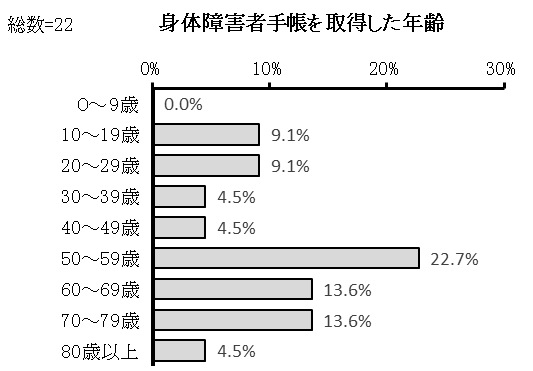 総数=22
身体障害者手帳を取得した年齢
0% 10% 20% 30%
0～9歳 0.0%
10～19歳 9.1%
20～29歳 9.1%
30～39歳 4.5%
40～49歳 4.5%
50～59歳 22.7%
60～69歳 13.6%
70～79歳 13.6%
80歳以上 4.5%